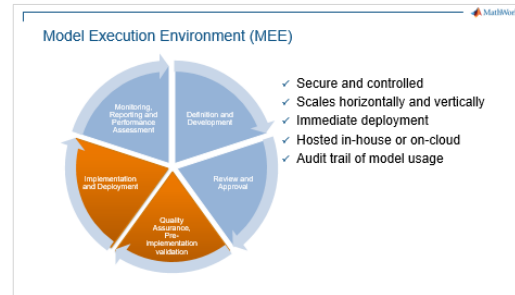 MathWor
Model Execution Environment (MEE)
Monitoring,
Reporting and
Performance
Assessment
Definition and
Development
Implementation
and Deployment
Review and
Approval
Quality
Assurance,
Pre-
implementation
validation
✓ Secure and controlled
✓ Scales horizontally and vertically
✓ Immediate deployment
✓ Hosted in-house or on-cloud
✓ Audit trail of model usage